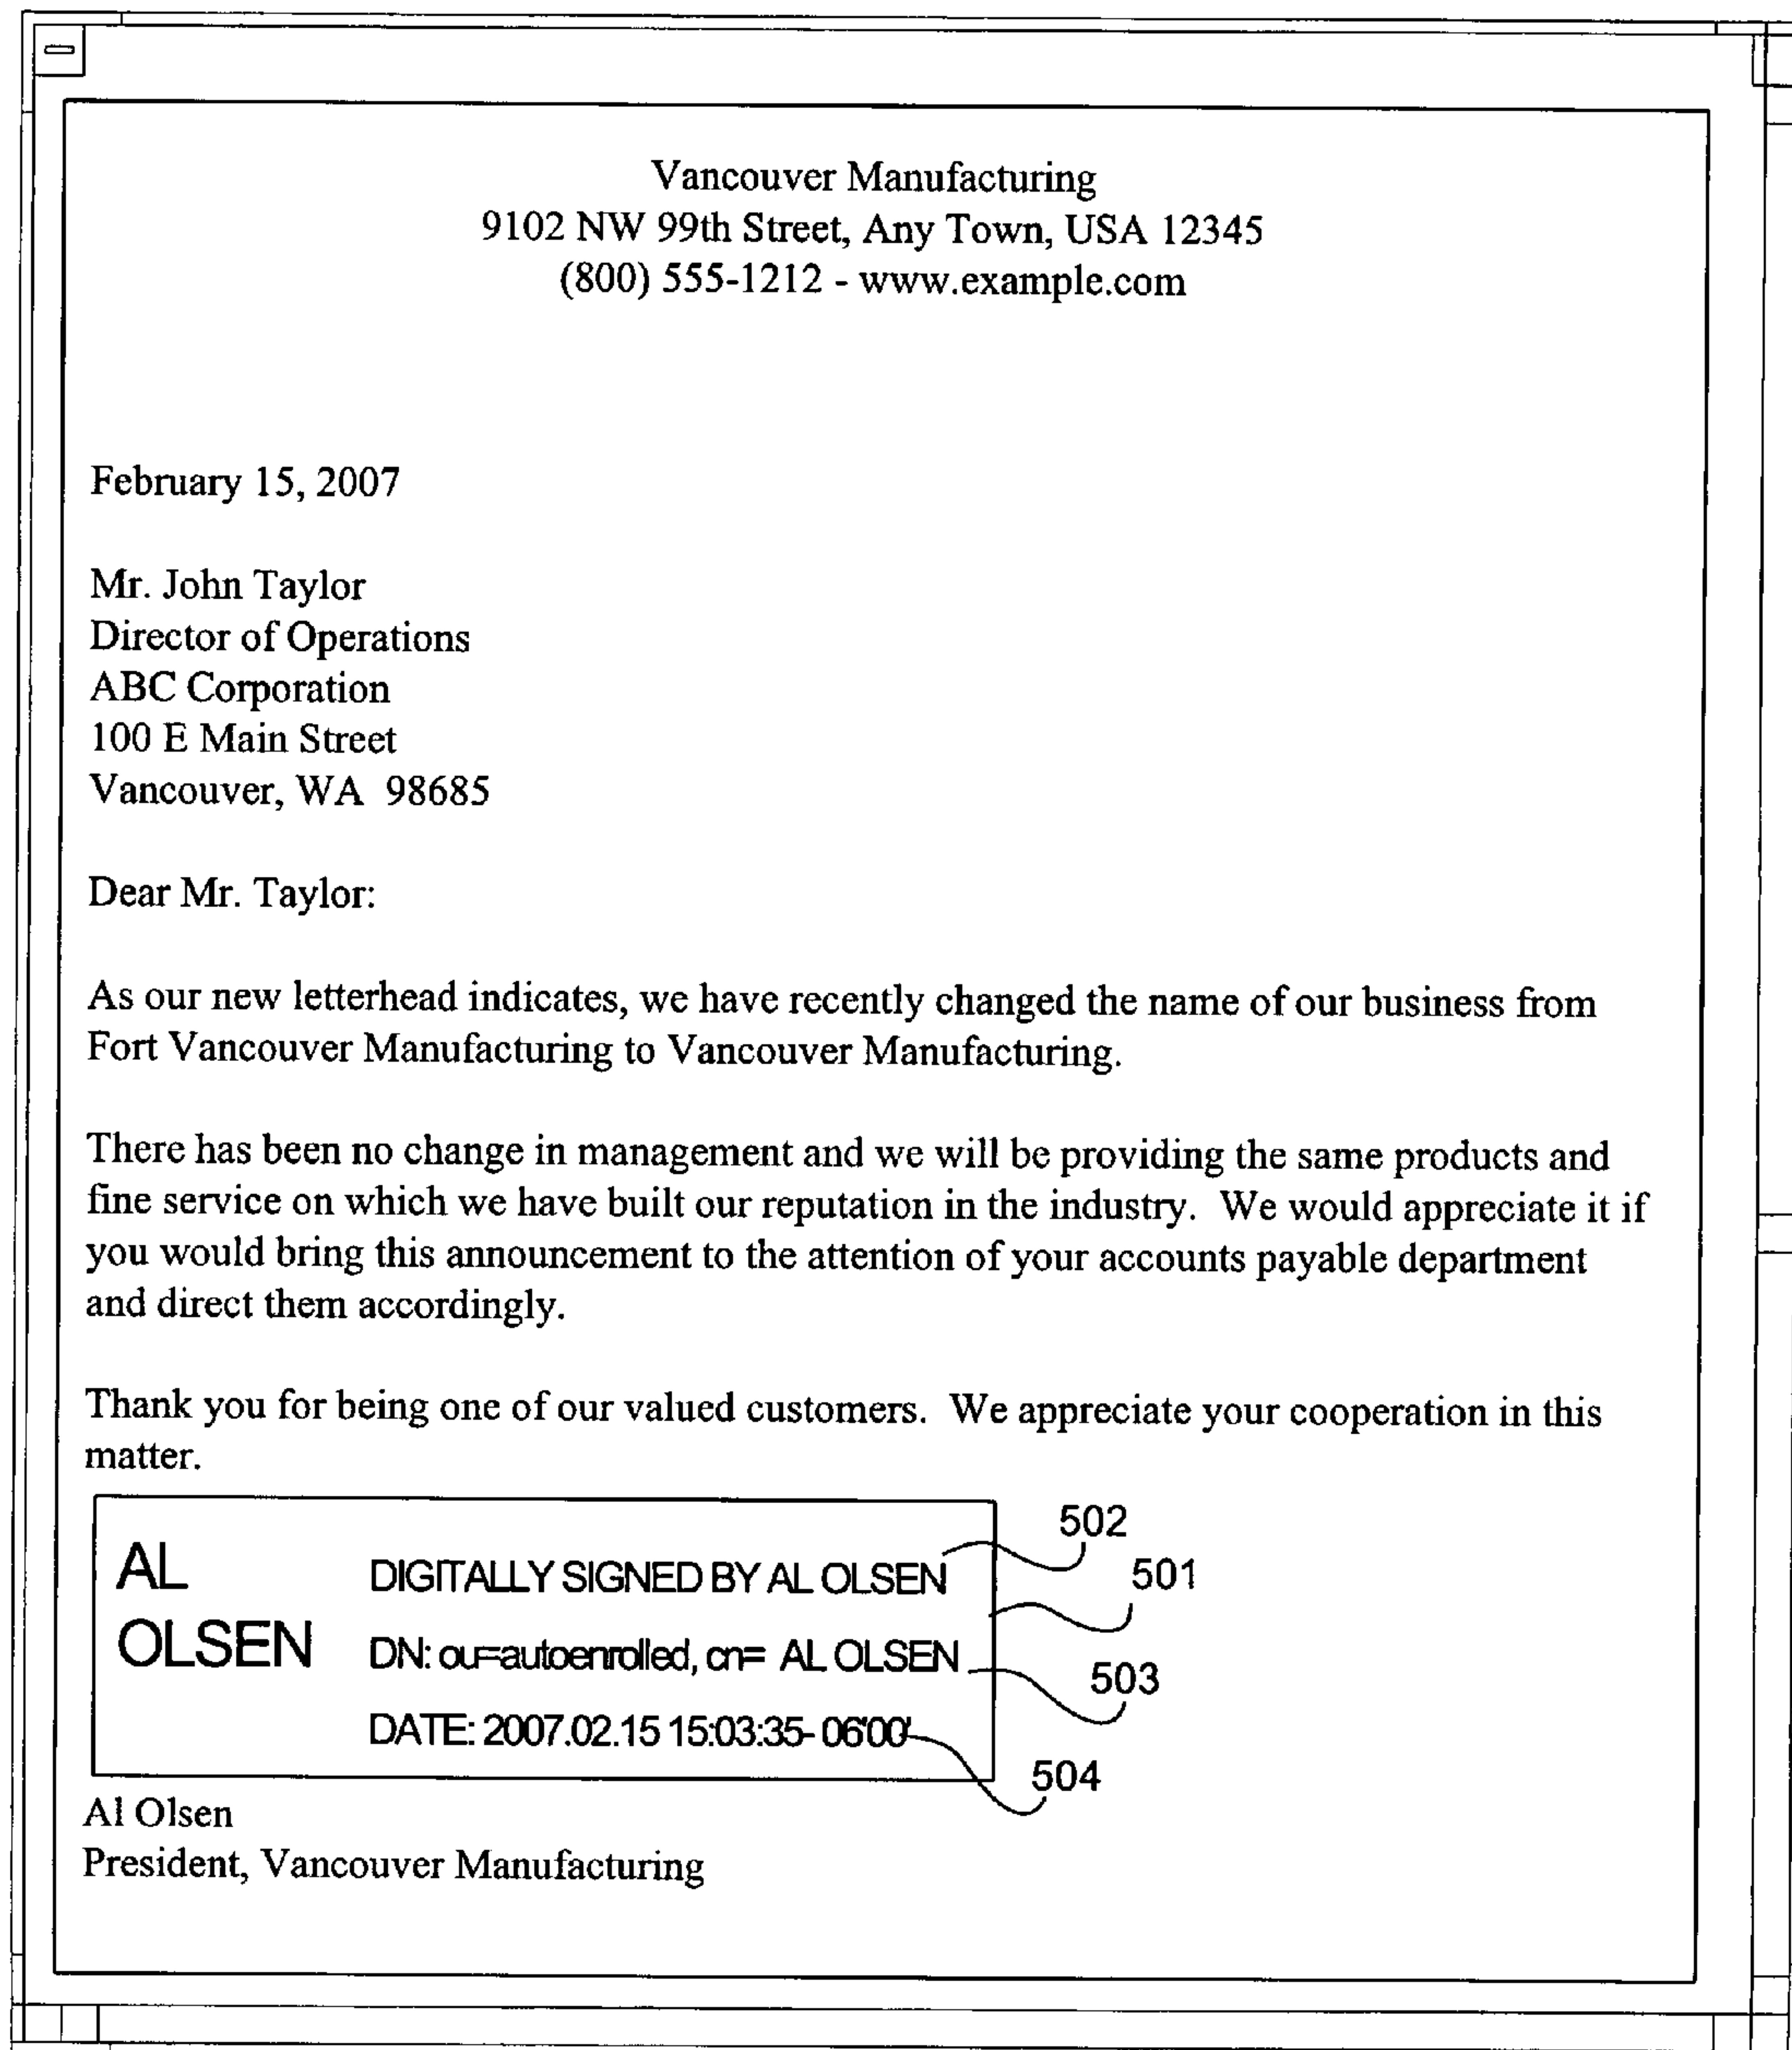 Vancouver Manufacturing
9102 NW 99th Street, Any Town, USA 12345
(800) 555-1212 - www.example.com
February 15, 2007
Mr. John Taylor
Director of Operations
ABC Corporation
100 E Main Street
Vancouver, WA  98685
Dear Mr. Taylor:
As our new letterhead indicates, we have recently changed the name of our business from
Fort Vancouver Manufacturing to Vancouver Manufacturing.
There has been no change in management and we will be providing the same products and
fine service on which we have built our reputation in the industry.  We would appreciate it if
you would bring this announcement to the attention of your accounts payable department
and direct them accordingly.
Thank you for being one of our valued customers.  We appreciate your cooperation in this
matter.
AL
OLSEN
DIGITALLY SIGNED BY AL OLSEN
DN: ou=autoenrolled, cn= AL OLSEN
DATE: 2007.02.15 15:03:35- 06'00'
502
501
503
504
Al Olsen
President, Vancouver Manufacturing